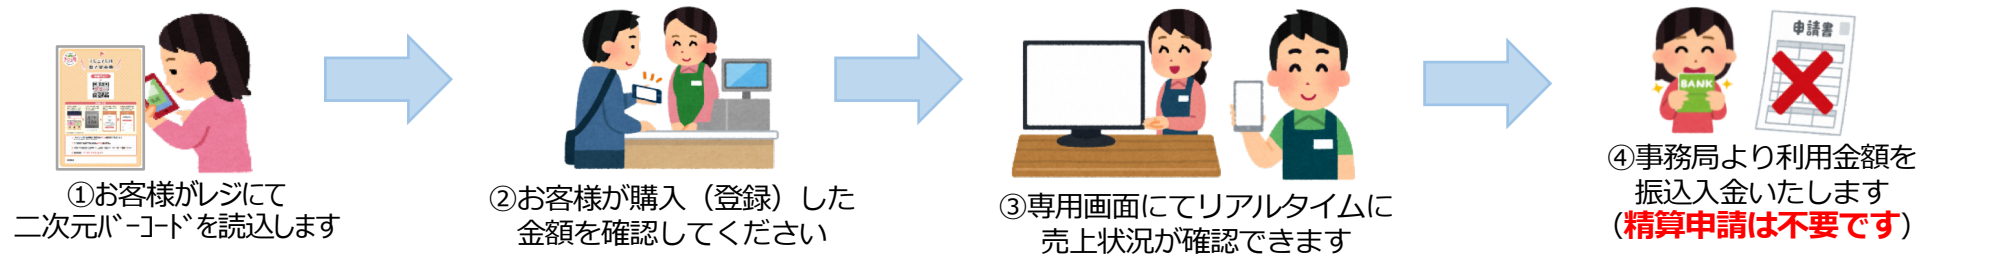 ①お客様がレジにて
二次元ﾊﾞｰｺｰﾄﾞを読込します
②お客様が購入（登録）した
金額を確認してください
③専用画面にてリアルタイムに
売上状況が確認できます
BANK
申請書
④事務局より利用金額を
振込入金いたします
（精算申請は不要です）